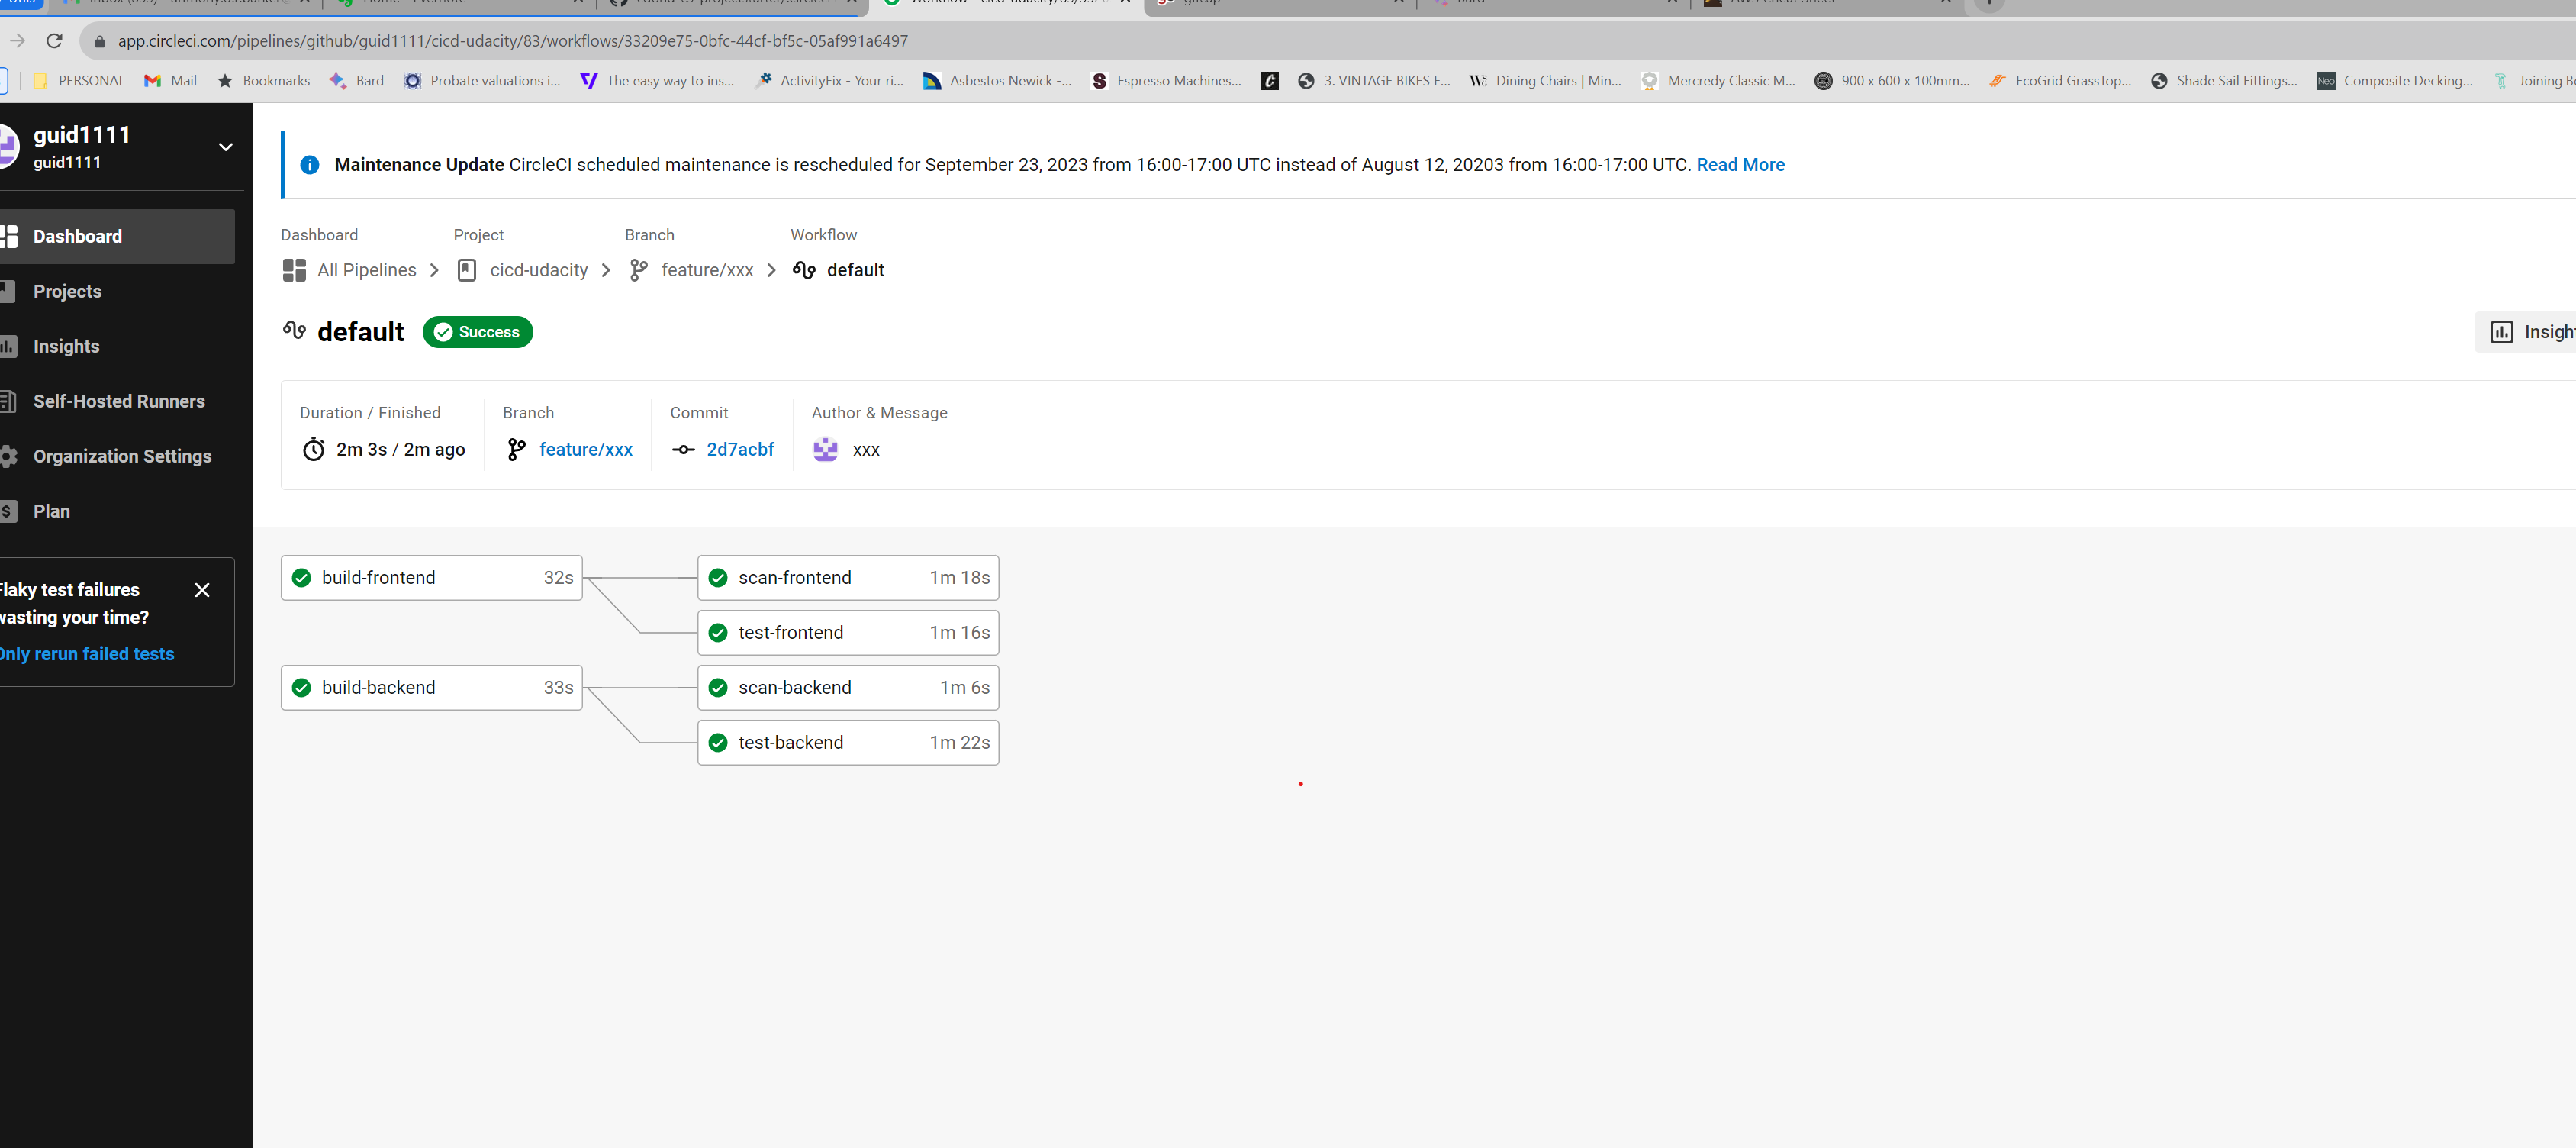 app.circleci.com/pipelines/github/guid1111/cicd-udacity/83/workflows/33209e75-0bfc-44cf-bf5c-05af991a6497
PERSONAL Mail Bookmarks Bard Probate valuations i... The easy way to ins... ActivityFix - Your ri... Asbestos Newick -... Espresso Machines... 3. VINTAGE BIKES F... Dining Chairs | Min... Mercredy Classic M... 900 x 600 x 100mm... EcoGrid GrassTop... Shade Sail Fittings... Neo Composite Decking... Joining
guid1111
guid1111
Dashboard
Projects
Insights
Self-Hosted Runners
Organization Settings
Plan
Flaky test failures
wasting your time?
Only rerun failed tests
Maintenance Update CircleCI scheduled maintenance is rescheduled for September 23, 2023 from 16:00-17:00 UTC instead of August 12, 20203 from 16:00-17:00 UTC. Read More
Dashboard Project Branch Workflow
All Pipelines cicd-udacity feature/xxx default
default Success
Insigh
Duration / Finished Branch Commit Author & Message
2m 3s / 2m ago feature/xxx 2d7acbf xxx
build-frontend 32s scan-frontend 1m 18s
test-frontend 1m 16s
build-backend 33s scan-backend 1m 6s
test-backend 1m 22s